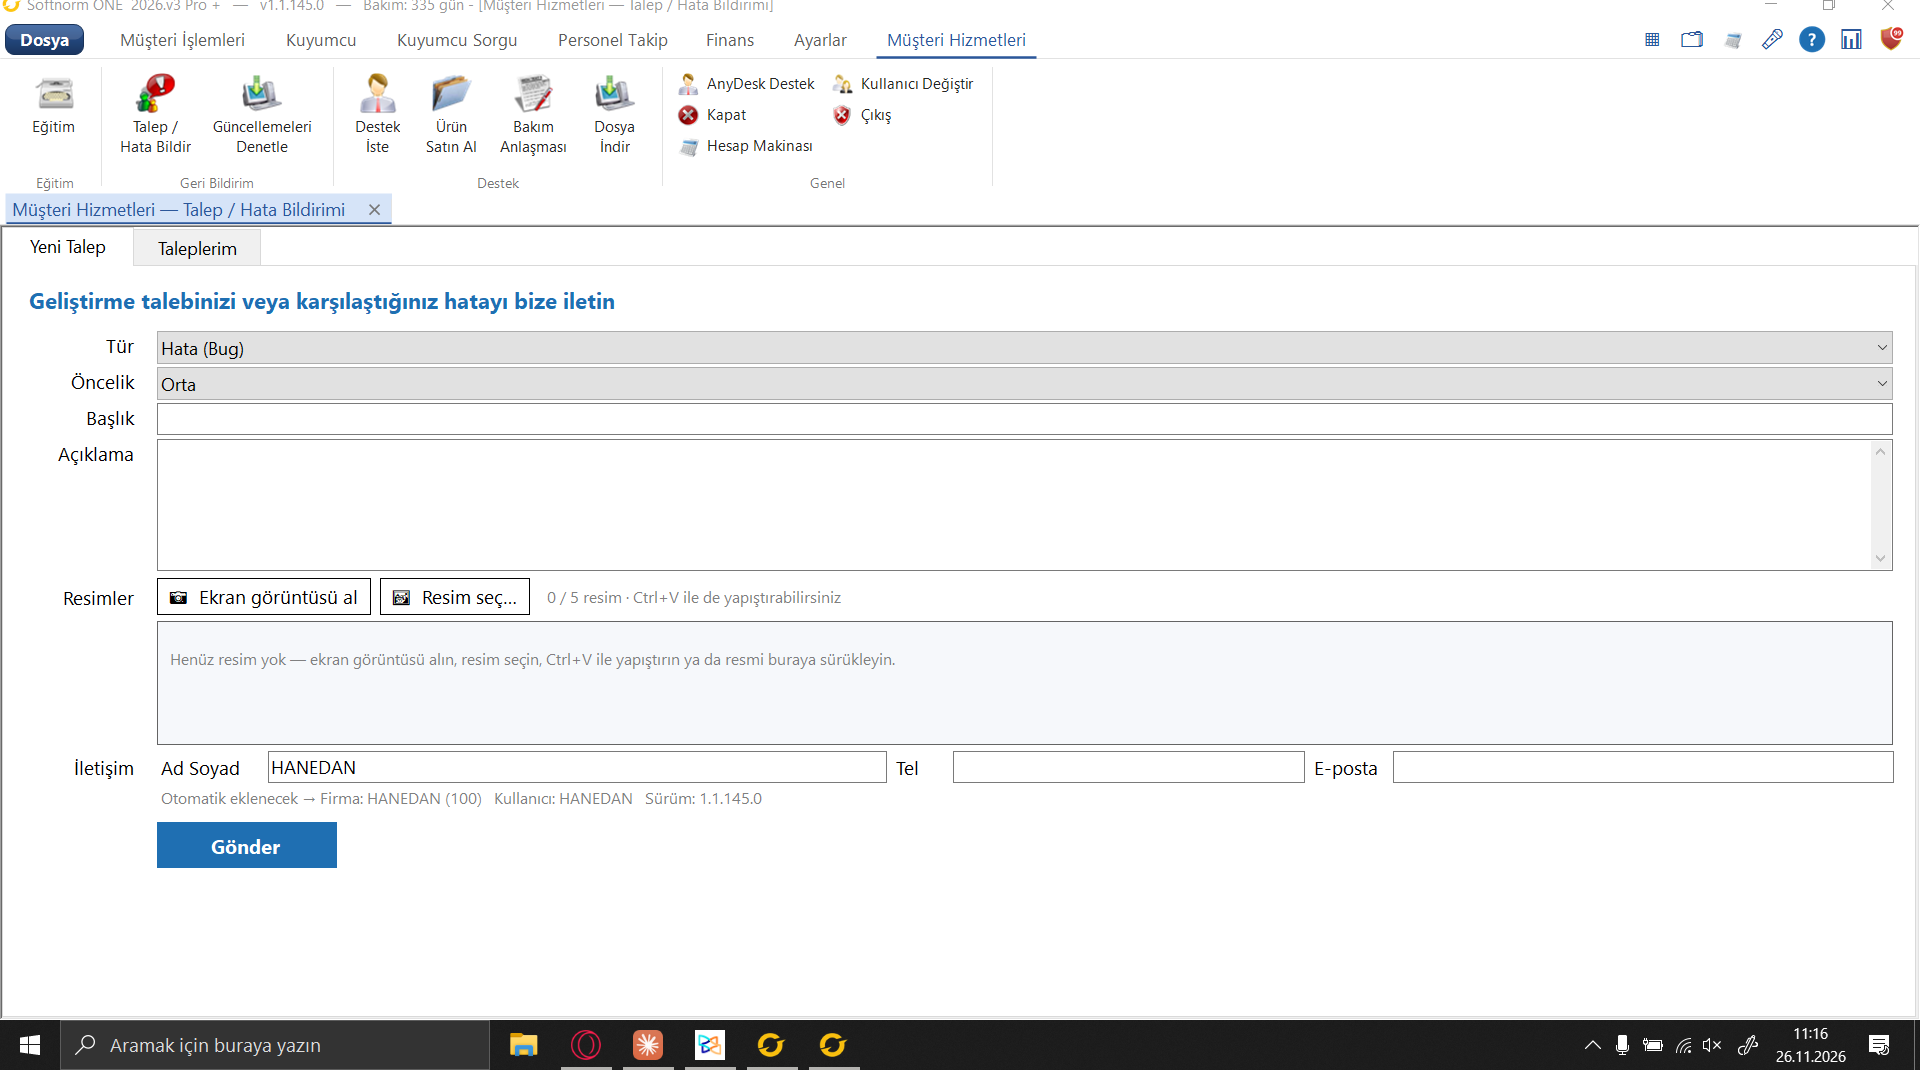 Softnorm ONE 2026.v3 Pro + — v1.1.145.0 — Bakım: 335 gün - [Müşteri Hizmetleri — Talep / Hata Bildirimi]
Dosya Müşteri İşlemleri Kuyumcu Kuyumcu Sorgu Personel Takip Finans Ayarlar Müşteri Hizmetleri
? 99
Eğitim
Talep /
Hata Bildir
Güncellemeleri
Denetle
Destek
İste
Ürün
Satın Al
Bakım
Anlaşması
Dosya
İndir
AnyDesk Destek Kullanıcı Değiştir
Kapat Çıkış
Hesap Makinası
Eğitim Geri Bildirim Destek Genel
Müşteri Hizmetleri — Talep / Hata Bildirimi
Yeni Talep Taleplerim
Geliştirme talebinizi veya karşılaştığınız hatayı bize iletin
Tür Hata (Bug)
Öncelik Orta
Başlık
Açıklama
Resimler Ekran görüntüsü al Resim seç... 0 / 5 resim · Ctrl+V ile de yapıştırabilirsiniz
Henüz resim yok — ekran görüntüsü alın, resim seçin, Ctrl+V ile yapıştırın ya da resmi buraya sürükleyin.
İletişim Ad Soyad HANEDAN Tel E-posta
Otomatik eklenecek → Firma: HANEDAN (100) Kullanıcı: HANEDAN Sürüm: 1.1.145.0
Gönder
Aramak için buraya yazın
11:16
26.11.2026